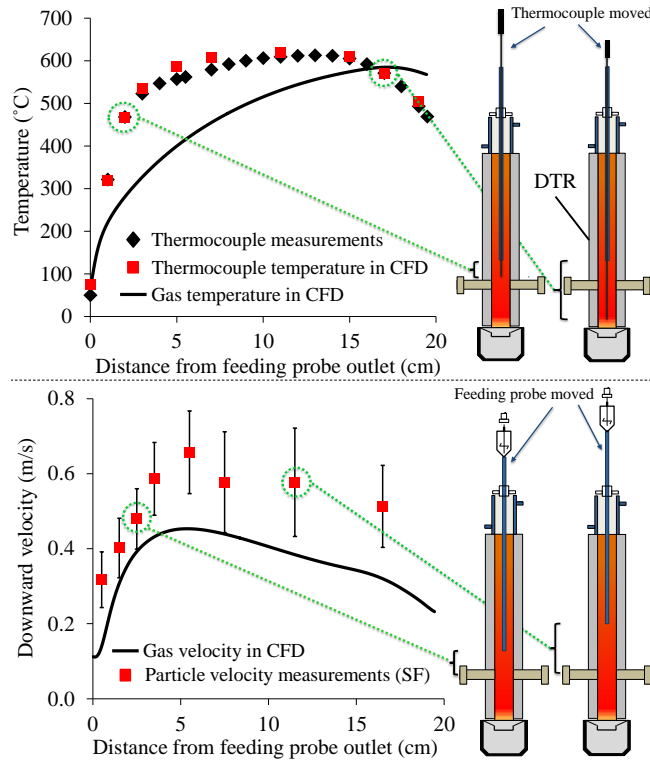 700
600
500
400
300
200
100
0
Temperature (˚C)
Thermocouple measurements
Thermocouple temperature in CFD
Gas temperature in CFD
0 5 10 15 20
Distance from feeding probe outlet (cm)
Thermocouple moved
DTR
0.8
0.6
0.4
0.2
0.0
Downward velocity (m/s)
Gas velocity in CFD
Particle velocity measurements (SF)
0 5 10 15 20
Distance from feeding probe outlet (cm)
Feeding probe moved